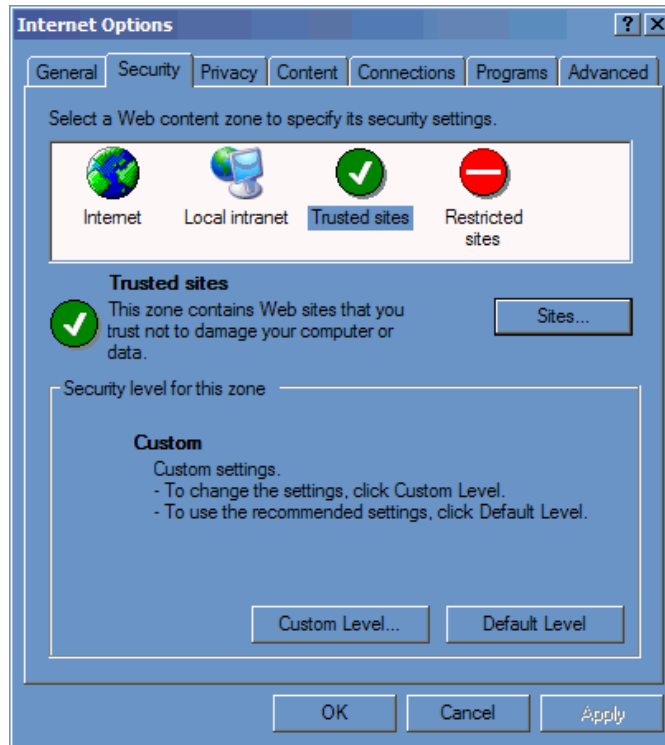 Internet Options
? X
General Security Privacy Content Connections Programs Advanced
Select a Web content zone to specify its security settings.
Internet Local intranet Trusted sites Restricted sites
Trusted sites
This zone contains Web sites that you
trust not to damage your computer or
data.
Sites...
Security level for this zone
Custom
Custom settings.
- To change the settings, click Custom Level.
- To use the recommended settings, click Default Level.
Custom Level... Default Level
OK Cancel Apply